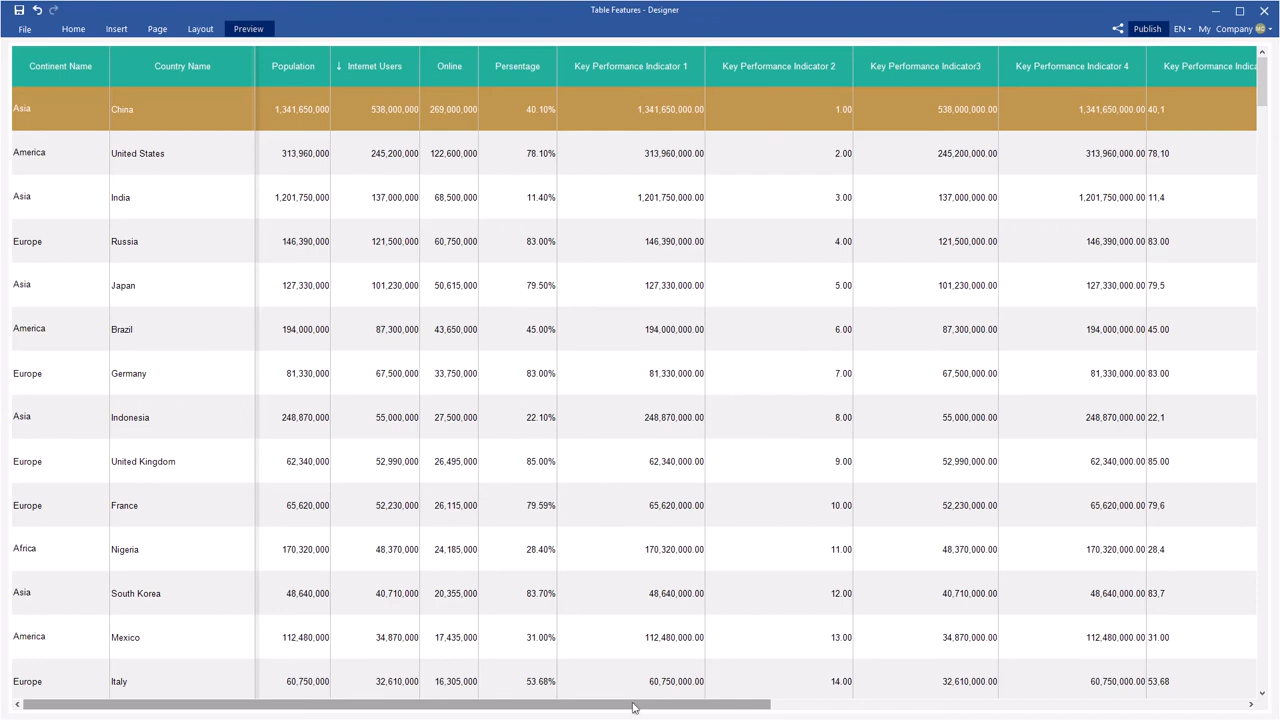 Table Features - Designer
File Home Insert Page Layout Preview Publish EN My Company
Continent Name Country Name Population ↓ Internet Users Online Persentage Key Performance Indicator 1 Key Performance Indicator 2 Key Performance Indicator3 Key Performance Indicator 4 Key Performance Indica
Asia China 1,341,650,000 538,000,000 269,000,000 40.10% 1,341,650,000.00 1.00 538,000,000.00 1,341,650,000.00 40,1
America United States 313,960,000 245,200,000 122,600,000 78.10% 313,960,000.00 2.00 245,200,000.00 313,960,000.00 78,10
Asia India 1,201,750,000 137,000,000 68,500,000 11.40% 1,201,750,000.00 3.00 137,000,000.00 1,201,750,000.00 11,4
Europe Russia 146,390,000 121,500,000 60,750,000 83.00% 146,390,000.00 4.00 121,500,000.00 146,390,000.00 83.00
Asia Japan 127,330,000 101,230,000 50,615,000 79.50% 127,330,000.00 5.00 101,230,000.00 127,330,000.00 79,5
America Brazil 194,000,000 87,300,000 43,650,000 45.00% 194,000,000.00 6.00 87,300,000.00 194,000,000.00 45.00
Europe Germany 81,330,000 67,500,000 33,750,000 83.00% 81,330,000.00 7.00 67,500,000.00 81,330,000.00 83.00
Asia Indonesia 248,870,000 55,000,000 27,500,000 22.10% 248,870,000.00 8.00 55,000,000.00 248,870,000.00 22,1
Europe United Kingdom 62,340,000 52,990,000 26,495,000 85.00% 62,340,000.00 9.00 52,990,000.00 62,340,000.00 85.00
Europe France 65,620,000 52,230,000 26,115,000 79.59% 65,620,000.00 10.00 52,230,000.00 65,620,000.00 79,6
Africa Nigeria 170,320,000 48,370,000 24,185,000 28.40% 170,320,000.00 11.00 48,370,000.00 170,320,000.00 28,4
Asia South Korea 48,640,000 40,710,000 20,355,000 83.70% 48,640,000.00 12.00 40,710,000.00 48,640,000.00 83,7
America Mexico 112,480,000 34,870,000 17,435,000 31.00% 112,480,000.00 13.00 34,870,000.00 112,480,000.00 31.00
Europe Italy 60,750,000 32,610,000 16,305,000 53.68% 60,750,000.00 14.00 32,610,000.00 60,750,000.00 53,68